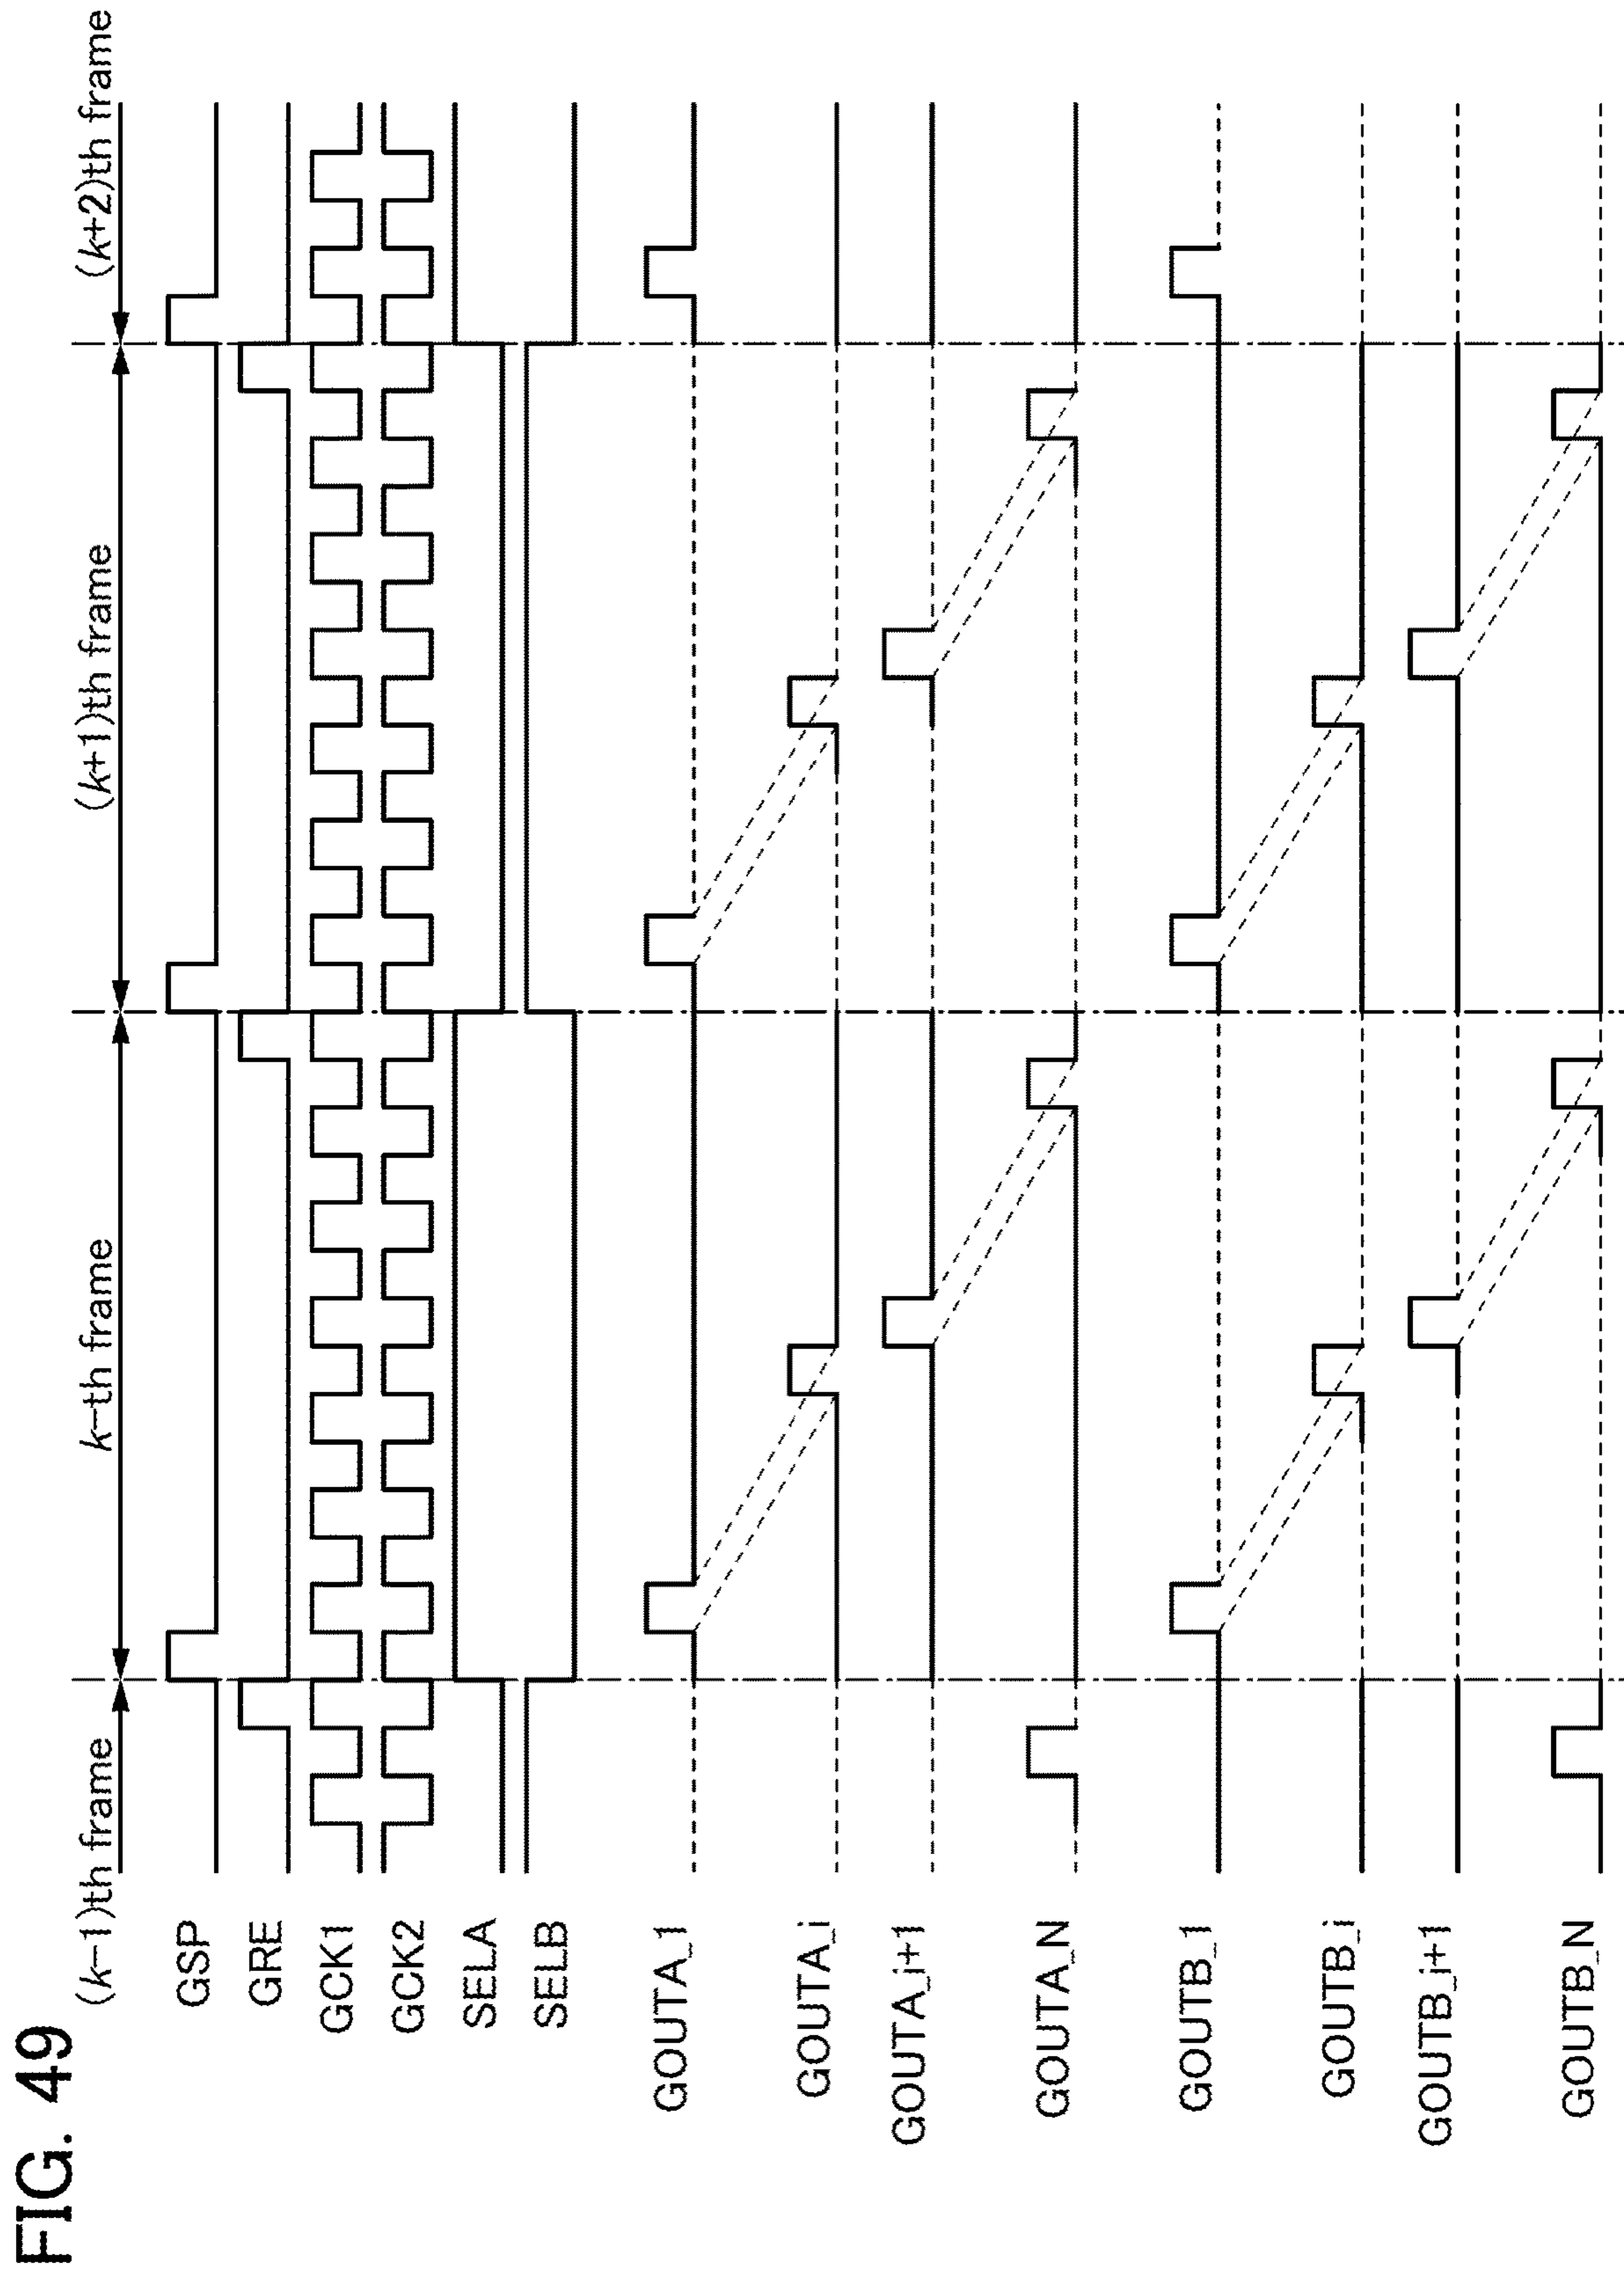 FIG. 49
(k-1)th frame
k-th frame
(k+1)th frame
(k+2)th frame
GSP
GRE
GCK1
GCK2
SELA
SELB
GOUTA_1
GOUTA_i
GOUTA_i+1
GOUTA_N
GOUTB_1
GOUTB_i
GOUTB_i+1
GOUTB_N